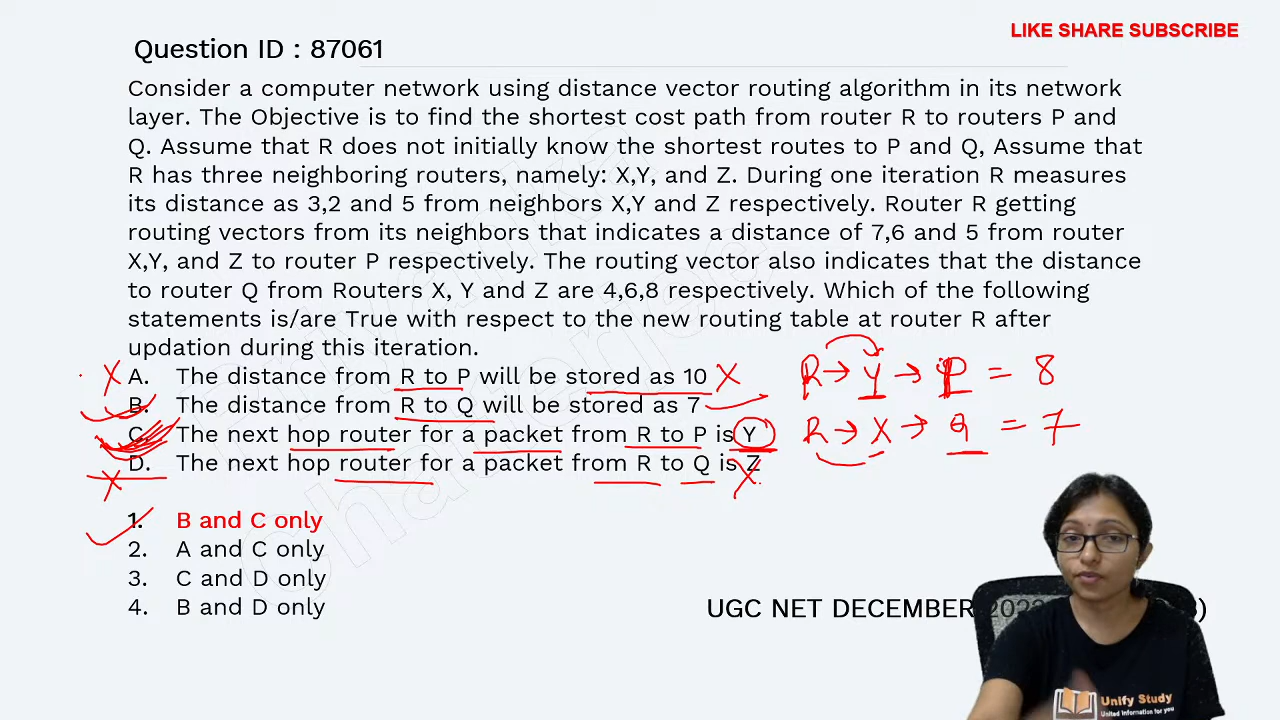 LIKE SHARE SUBSCRIBE
Question ID : 87061
Consider a computer network using distance vector routing algorithm in its network
layer. The Objective is to find the shortest cost path from router R to routers P and
Q. Assume that R does not initially know the shortest routes to P and Q, Assume that
R has three neighboring routers, namely: X,Y, and Z. During one iteration R measures
its distance as 3,2 and 5 from neighbors X,Y and Z respectively. Router R getting
routing vectors from its neighbors that indicates a distance of 7,6 and 5 from router
X,Y, and Z to router P respectively. The routing vector also indicates that the distance
to router Q from Routers X, Y and Z are 4,6,8 respectively. Which of the following
statements is/are True with respect to the new routing table at router R after
updation during this iteration.
A. The distance from R to P will be stored as 10 X
R → Y → P = 8
B. The distance from R to Q will be stored as 7
C. The next hop router for a packet from R to P is Y
R → X → Q = 7
D. The next hop router for a packet from R to Q is Z
1. B and C only
2. A and C only
3. C and D only
4. B and D only
UGC NET DECEMBER
Unify Study
United Information for you